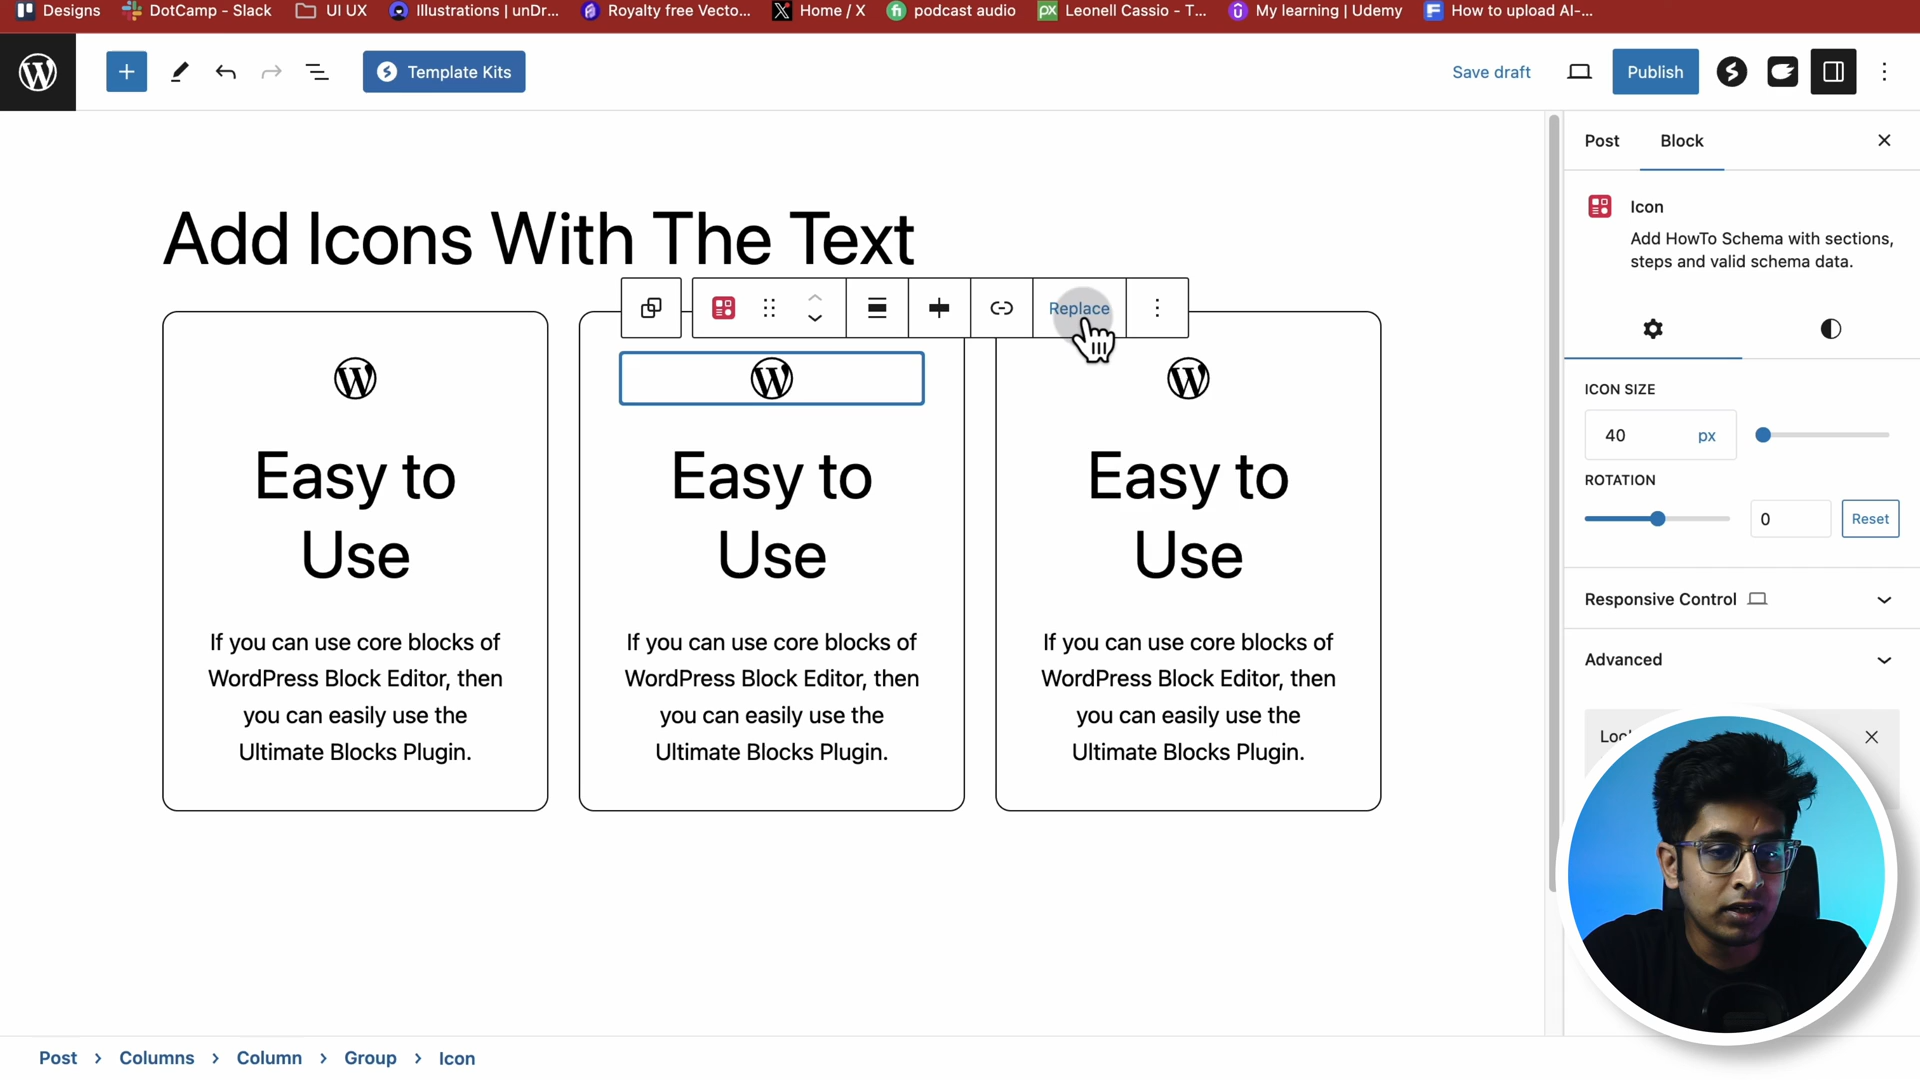 Designs
DotCamp - Slack
UI UX
Illustrations | unDr...
Royalty free Vecto...
Home / X
podcast audio
Leonell Cassio - T...
My learning | Udemy
How to upload AI-...
Template Kits
Save draft
Publish
Post
Block
Icon
Add HowTo Schema with sections,
steps and valid schema data.
Add Icons With The Text
Replace
ICON SIZE
40
px
ROTATION
0
Reset
Responsive Control
Advanced
Easy to
Use
If you can use core blocks of
WordPress Block Editor, then
you can easily use the
Ultimate Blocks Plugin.
Easy to
Use
If you can use core blocks of
WordPress Block Editor, then
you can easily use the
Ultimate Blocks Plugin.
Easy to
Use
If you can use core blocks of
WordPress Block Editor, then
you can easily use the
Ultimate Blocks Plugin.
Post > Columns > Column > Group > Icon